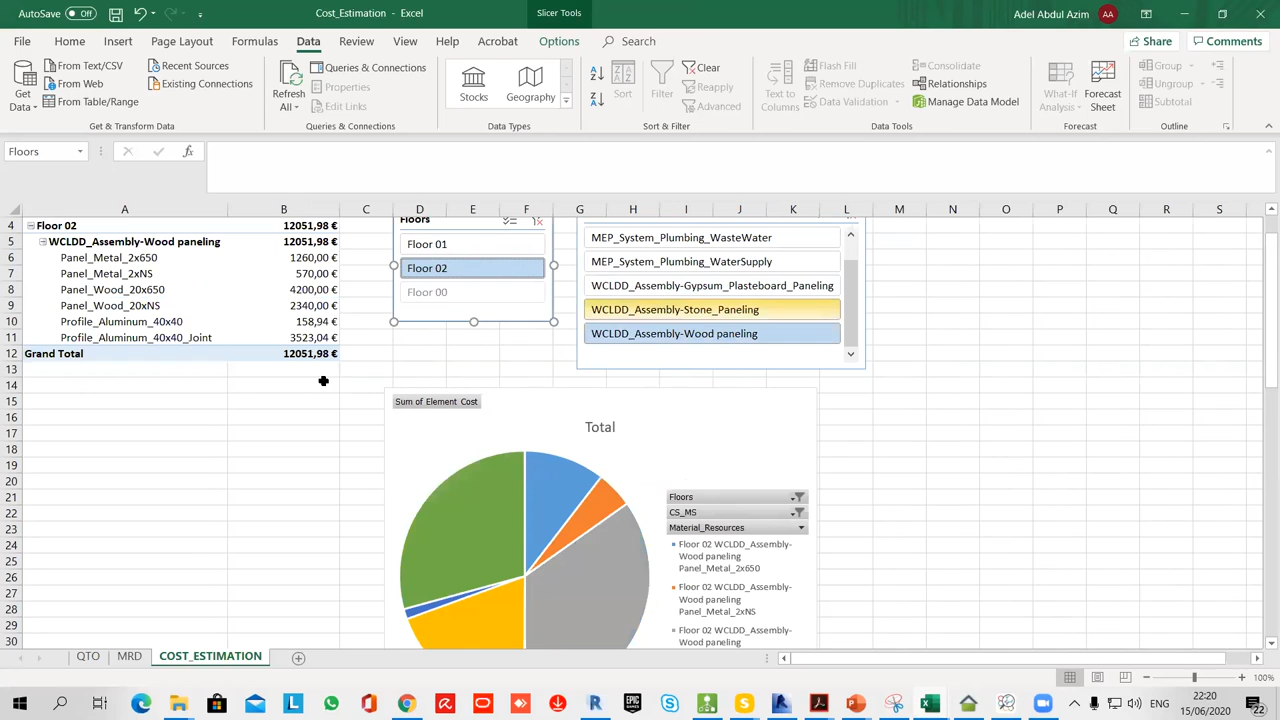 AutoSave Off
Cost_Estimation - Excel
Slicer Tools
Adel Abdul Azim AA
File Home Insert Page Layout Formulas Data Review View Help Acrobat Options Search Share Comments
Get Data
From Text/CSV
From Web
From Table/Range
Recent Sources
Existing Connections
Get & Transform Data
Refresh All
Queries & Connections
Properties
Edit Links
Queries & Connections
Stocks
Geography
Data Types
Sort
Filter
Clear
Reapply
Advanced
Sort & Filter
Text to Columns
Flash Fill
Remove Duplicates
Data Validation
Consolidate
Relationships
Manage Data Model
Data Tools
What-If Analysis
Forecast Sheet
Forecast
Group
Ungroup
Subtotal
Outline
Floors fx
A B C D E F G H I J K L M N O P Q R S
4 Floor 02 12051,98 €
5 WCLDD_Assembly-Wood paneling 12051,98 €
6 Panel_Metal_2x650 1260,00 €
7 Panel_Metal_2xNS 570,00 €
8 Panel_Wood_20x650 4200,00 €
9 Panel_Wood_20xNS 2340,00 €
10 Profile_Aluminum_40x40 158,94 €
11 Profile_Aluminum_40x40_Joint 3523,04 €
12 Grand Total 12051,98 €
13
14
15
16
17
18
19
20
21
22
23
24
25
26
27
28
29
30
Floors
Floor 01
Floor 02
Floor 00
MEP_System_Plumbing_WasteWater
MEP_System_Plumbing_WaterSupply
WCLDD_Assembly-Gypsum_Plasteboard_Paneling
WCLDD_Assembly-Stone_Paneling
WCLDD_Assembly-Wood paneling
Sum of Element Cost
Total
Floors
CS_MS
Material_Resources
Floor 02 WCLDD_Assembly-
Wood paneling
Panel_Metal_2x650
Floor 02 WCLDD_Assembly-
Wood paneling
Panel_Metal_2xNS
Floor 02 WCLDD_Assembly-
Wood paneling
QTO MRD COST_ESTIMATION
100%
ENG
22:20
15/06/2020
22